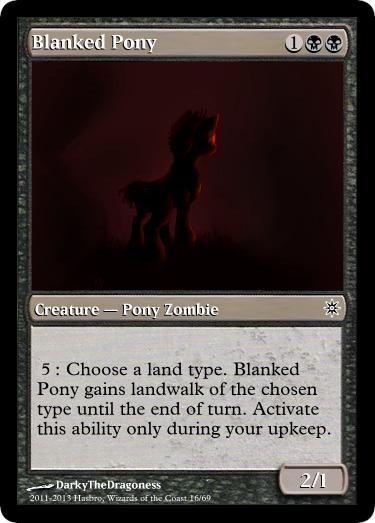 Blanked Pony 1
Creature — Pony Zombie
5 : Choose a land type. Blanked
Pony gains landwalk of the chosen
type until the end of turn. Activate
this ability only during your upkeep.
DarkyTheDragoness
2/1
2011-2013 Hasbro, Wizards of the Coast 16/69